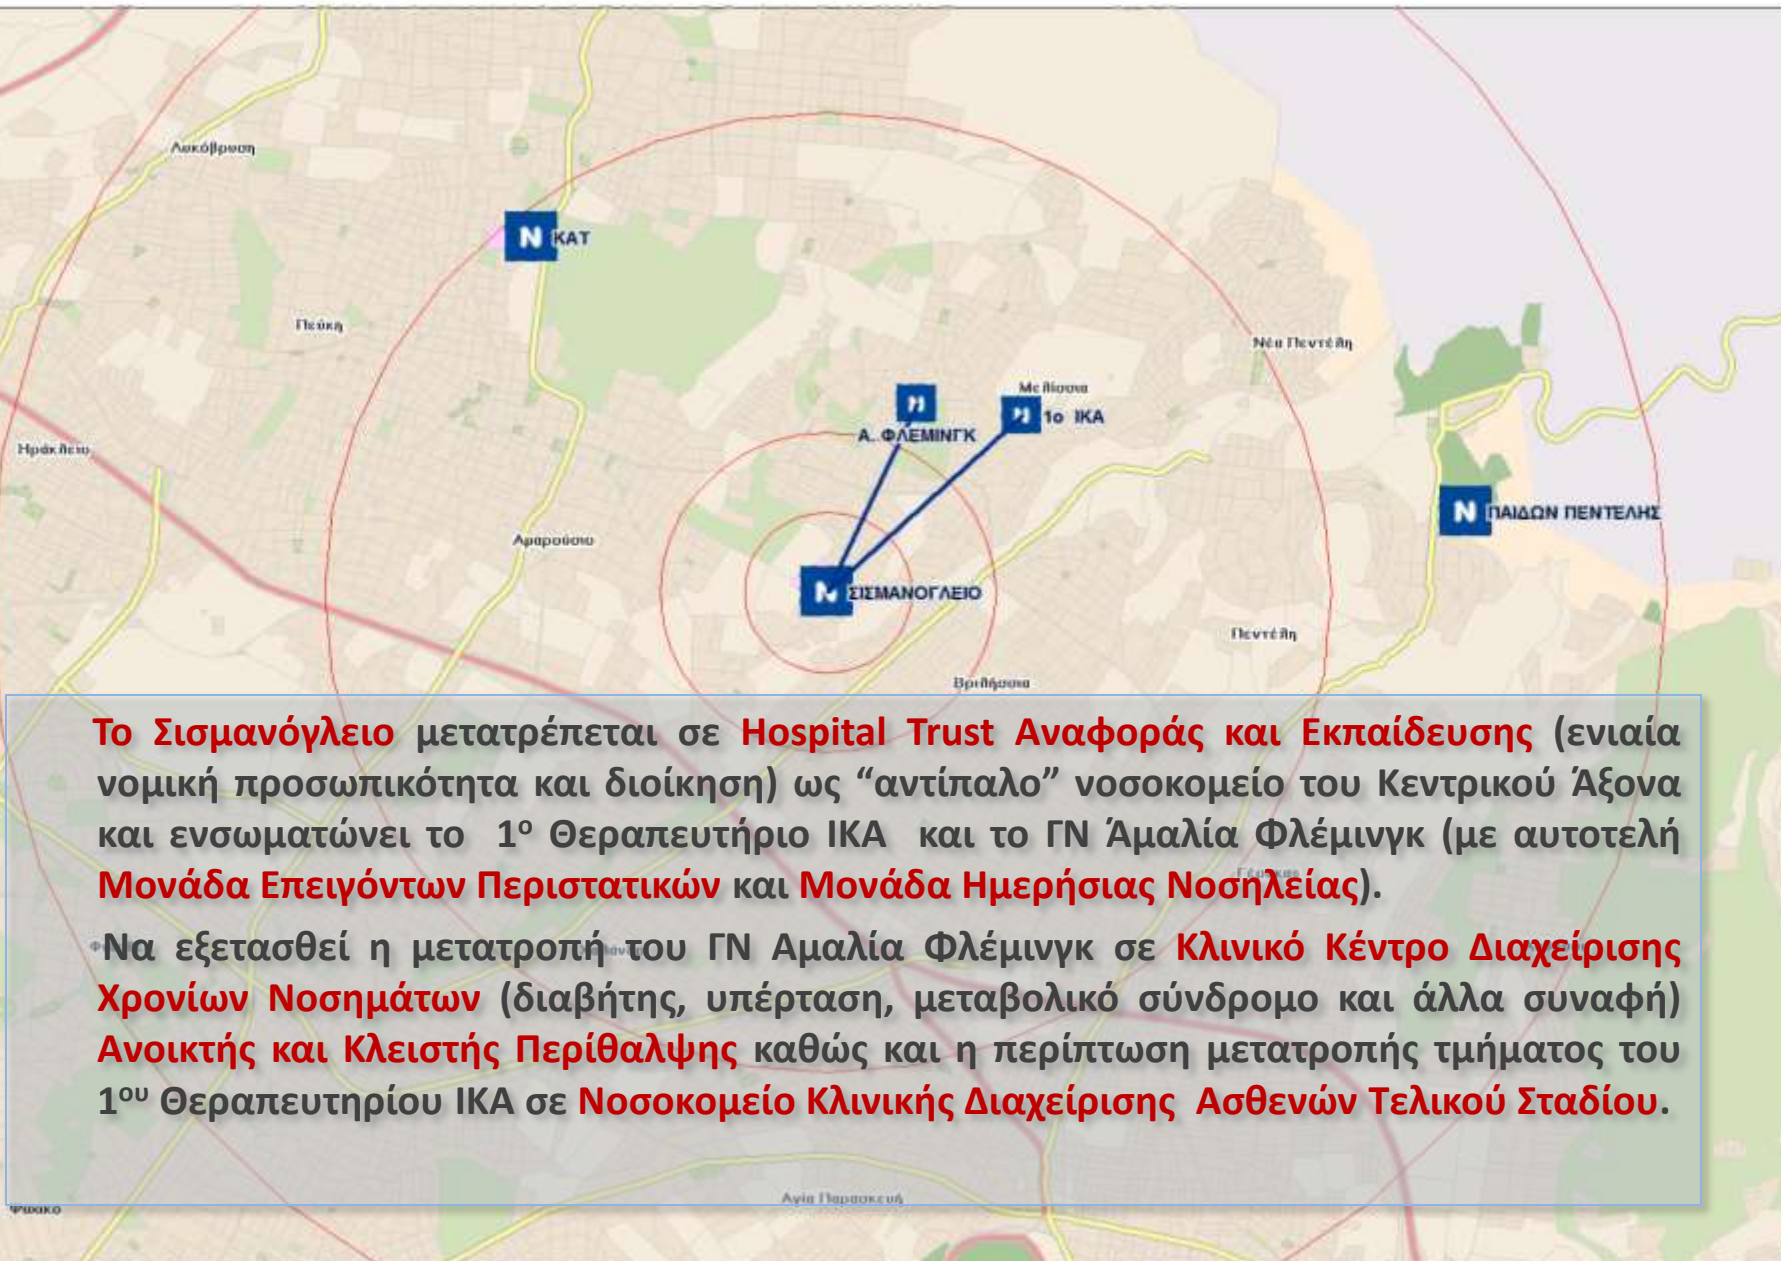 Λυκόβρυση
ΚΑΤ
Πεύκη
Νέα Πεντέλη
Μελίσσια
1ο ΙΚΑ
Α. ΦΛΕΜΙΝΓΚ
Ηράκλειο
ΠΑΙΔΩΝ ΠΕΝΤΕΛΗΣ
Αμαρούσιο
ΣΙΣΜΑΝΟΓΛΕΙΟ
Πεντέλη
Βριλήσσια
Το Σισμανόγλειο μετατρέπεται σε Hospital Trust Αναφοράς και Εκπαίδευσης (ενιαία
νομική προσωπικότητα και διοίκηση) ως “αντίπαλο” νοσοκομείο του Κεντρικού Άξονα
και ενσωματώνει το 1ο Θεραπευτήριο ΙΚΑ και το ΓΝ Άμαλία Φλέμινγκ (με αυτοτελή
Μονάδα Επειγόντων Περιστατικών και Μονάδα Ημερήσιας Νοσηλείας).
Να εξετασθεί η μετατροπή του ΓΝ Αμαλία Φλέμινγκ σε Κλινικό Κέντρο Διαχείρισης
Χρονίων Νοσημάτων (διαβήτης, υπέρταση, μεταβολικό σύνδρομο και άλλα συναφή)
Ανοικτής και Κλειστής Περίθαλψης καθώς και η περίπτωση μετατροπής τμήματος του
1ου Θεραπευτηρίου ΙΚΑ σε Νοσοκομείο Κλινικής Διαχείρισης Ασθενών Τελικού Σταδίου.
Αγία Παρασκευή
Ψυχικό